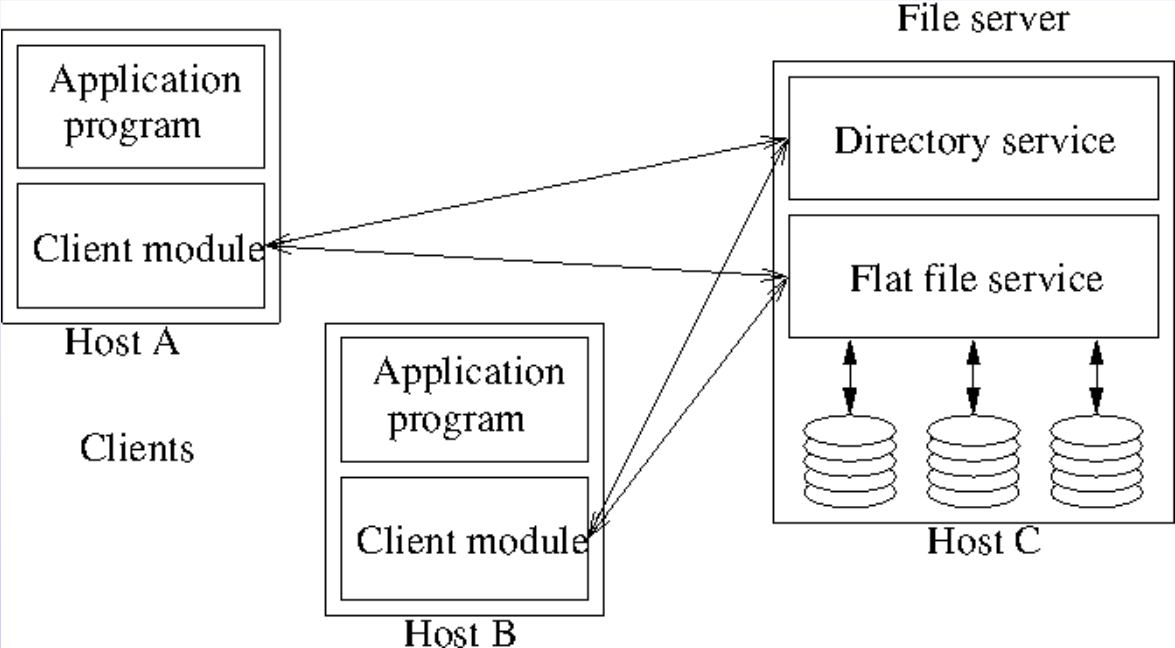 File server
Application
program
Client module
Host A
Clients
Application
program
Client module
Host B
Directory service
Flat file service
Host C